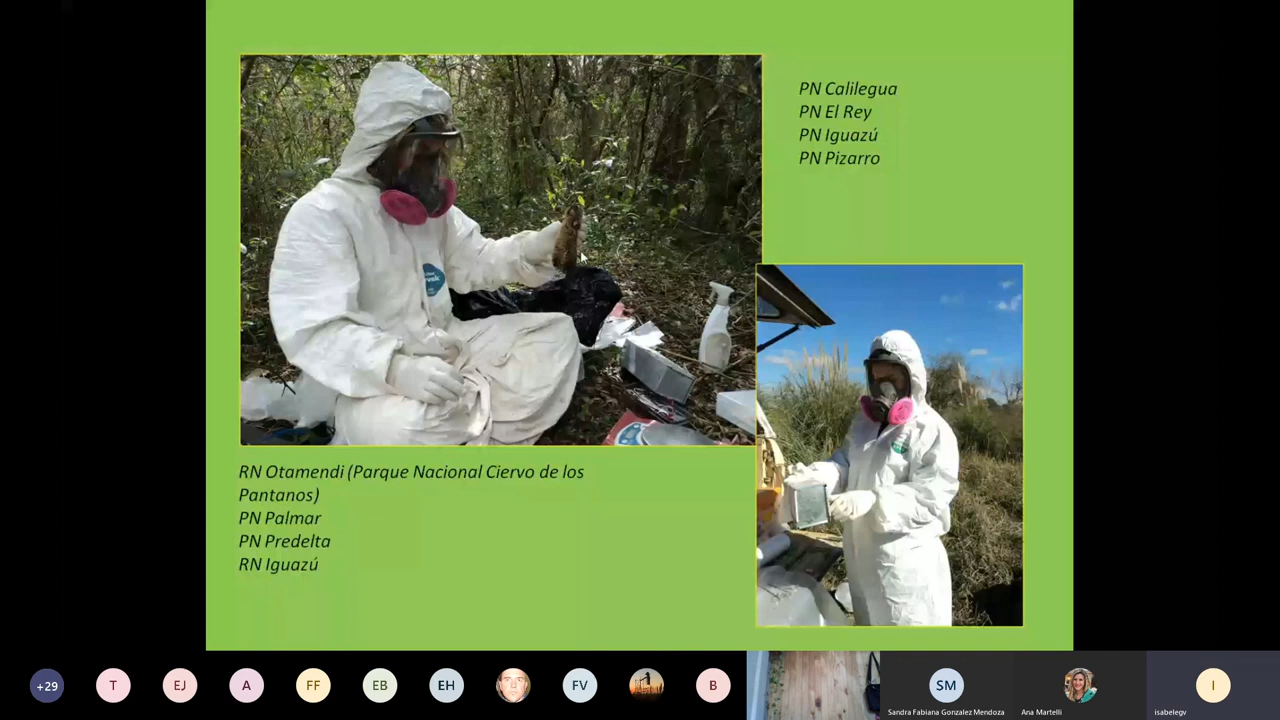 PN Calilegua
PN El Rey
PN Iguazú
PN Pizarro
RN Otamendi (Parque Nacional Ciervo de los
Pantanos)
PN Palmar
PN Predelta
RN Iguazú
+29
T
EJ
A
FF
EB
EH
FV
B
SM
I
Sandra Fabiana Gonzalez Mendoza
Ana Martelli
isabelegv